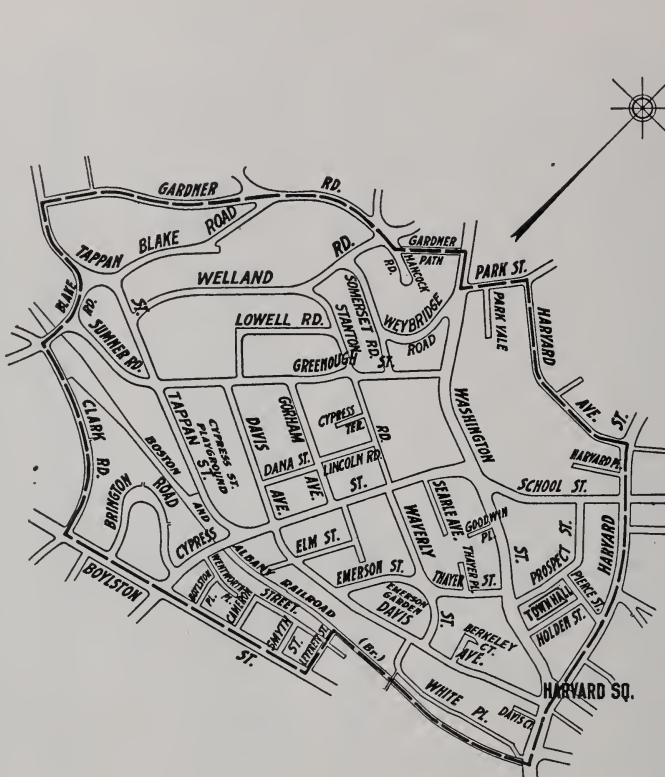 GARDNER
RD.
TAPPAN
BLAKE
ROAD
RD.
GARDNER
PATH
HANCOCK
RD.
PARK ST.
PARK VALE
HARVARD
AVE.
ST.
BLAKE
RD.
ST.
WELLAND
SOMERSET RD.
STANTON
WEYBRIDGE
ROAD
LOWELL RD.
SUMNER RD.
GREENOUGH
ST.
CLARK
RD.
BRINGTON
ROAD
BOSTON
AND
TAPPAN
ST.
CYPRESS ST.
PLAYGROUND
DAVIS
AVE.
GORHAM
AVE.
CYPRESS
TER.
RD.
DANA ST.
LINCOLN RD.
ST.
WASHINGTON
ST.
HARVARD PL.
SCHOOL ST.
SEARLE AVE.
GOODWIN
PL.
WAVERLY
ST.
THAYER PL.
THAYER
ST.
PROSPECT ST.
PIERCE ST.
HARVARD
TOWN HALL
HOLDEN ST.
CYPRESS
ELM ST.
EMERSON ST.
EMERSON
GARDEN
DAVIS
AVE.
BERKELEY
CT.
ALBANY
RAILROAD
(Br.)
BOYLSTON
ST.
BOYLSTON
PL.
WENTWORTH
PL.
CAMERON
STREET
SMYTH
ST.
WHITE PL.
DAVIS CT.
HARVARD SQ.